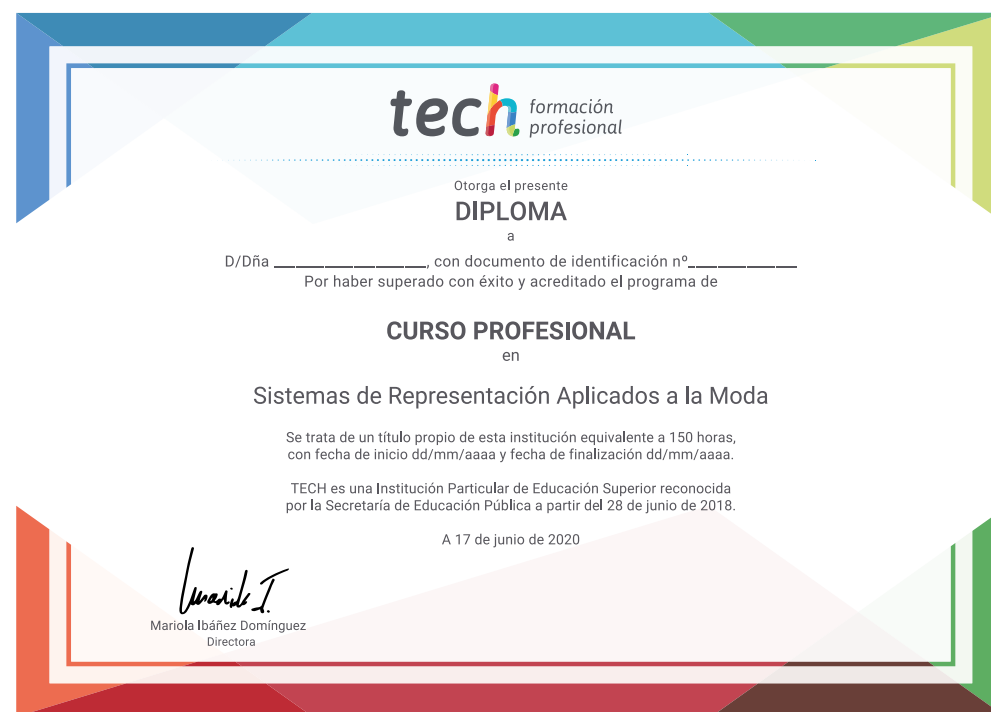 tech formación
profesional
Otorga el presente
DIPLOMA
a
D/Dña ______________, con documento de identificación nº__________
Por haber superado con éxito y acreditado el programa de
CURSO PROFESIONAL
en
Sistemas de Representación Aplicados a la Moda
Se trata de un título propio de esta institución equivalente a 150 horas,
con fecha de inicio dd/mm/aaaa y fecha de finalización dd/mm/aaaa.
TECH es una Institución Particular de Educación Superior reconocida
por la Secretaría de Educación Pública a partir del 28 de junio de 2018.
A 17 de junio de 2020
Mariola Ibáñez Domínguez
Directora